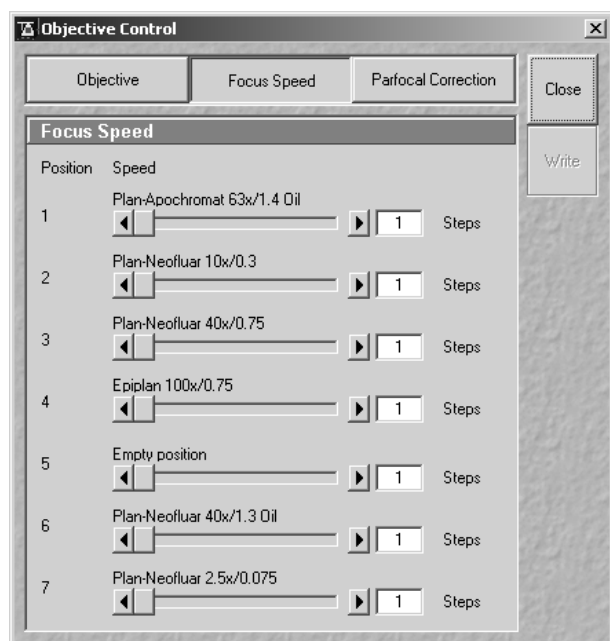 Objective Control
Objective Focus Speed Parfocal Correction Close
Write
Focus Speed
Position Speed
Plan-Apochromat 63x/1.4 Oil
1 1 Steps
Plan-Neofluar 10x/0.3
2 1 Steps
Plan-Neofluar 40x/0.75
3 1 Steps
Epiplan 100x/0.75
4 1 Steps
Empty position
5 1 Steps
Plan-Neofluar 40x/1.3 Oil
6 1 Steps
Plan-Neofluar 2.5x/0.075
7 1 Steps